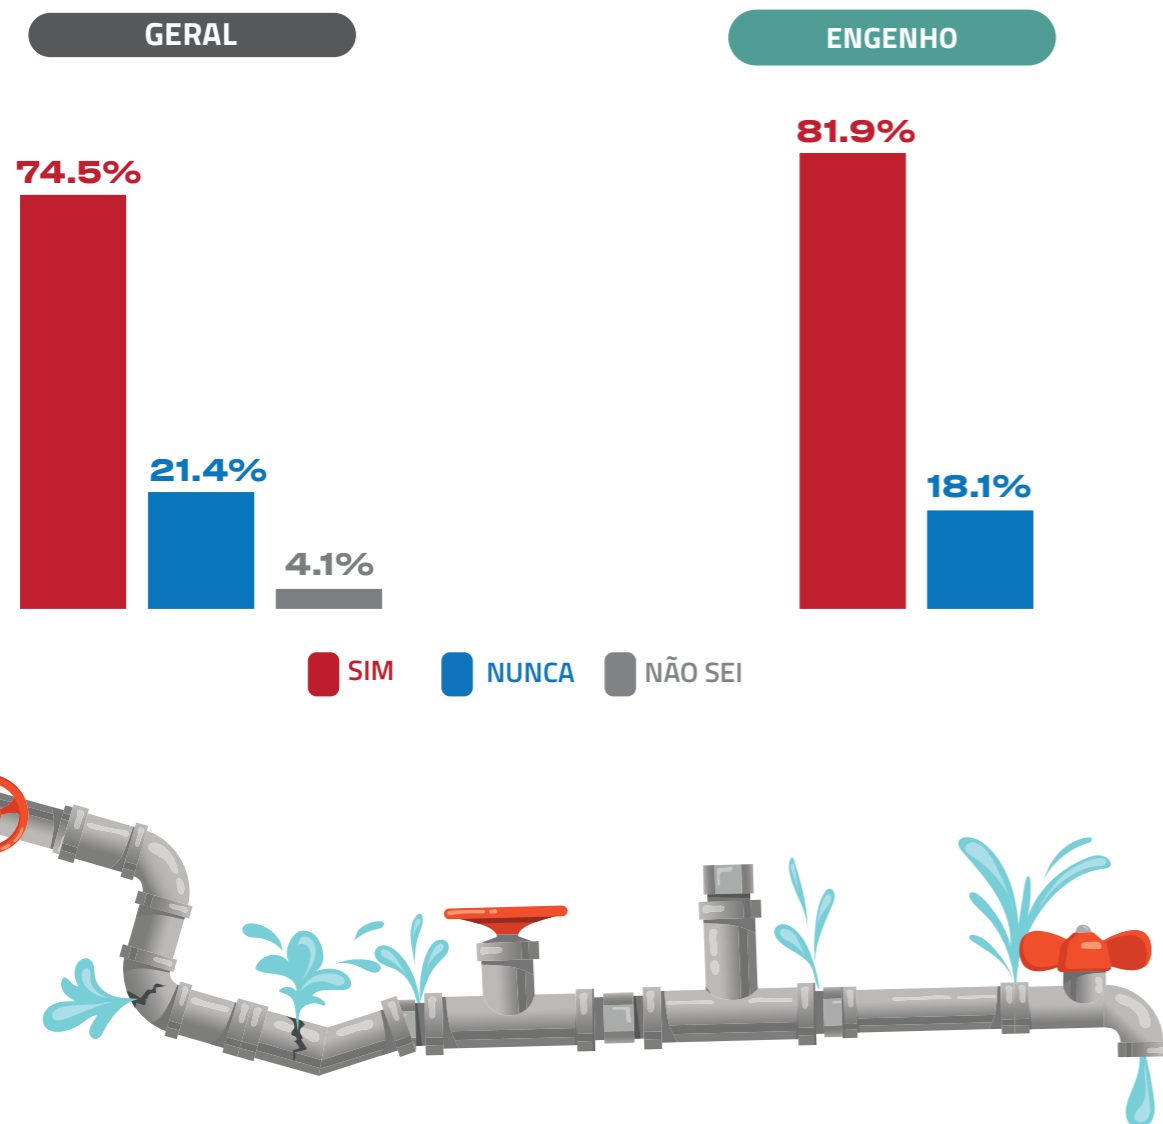 GERAL
74.5%
21.4%
4.1%
ENGENHO
81.9%
18.1%
SIM
NUNCA
NÃO SEI